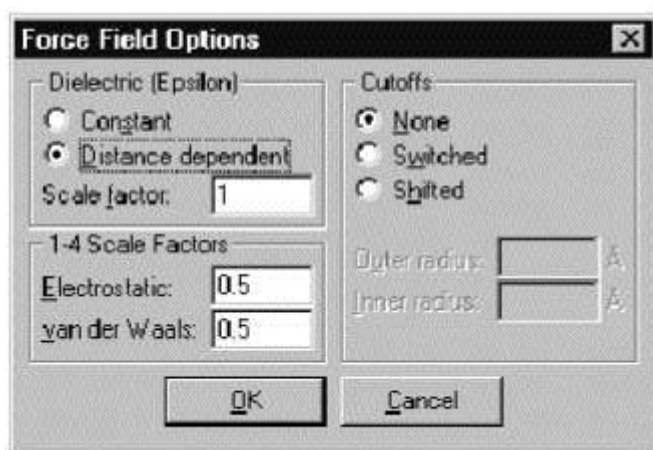 Force Field Options
Dielectric (Epsilon)
Constant
Distance dependent
Scale factor: 1
1-4 Scale Factors
Electrostatic: 0.5
van der Waals: 0.5
Cutoffs
None
Switched
Shifted
Outer radius: Å
Inner radius: Å
OK
Cancel